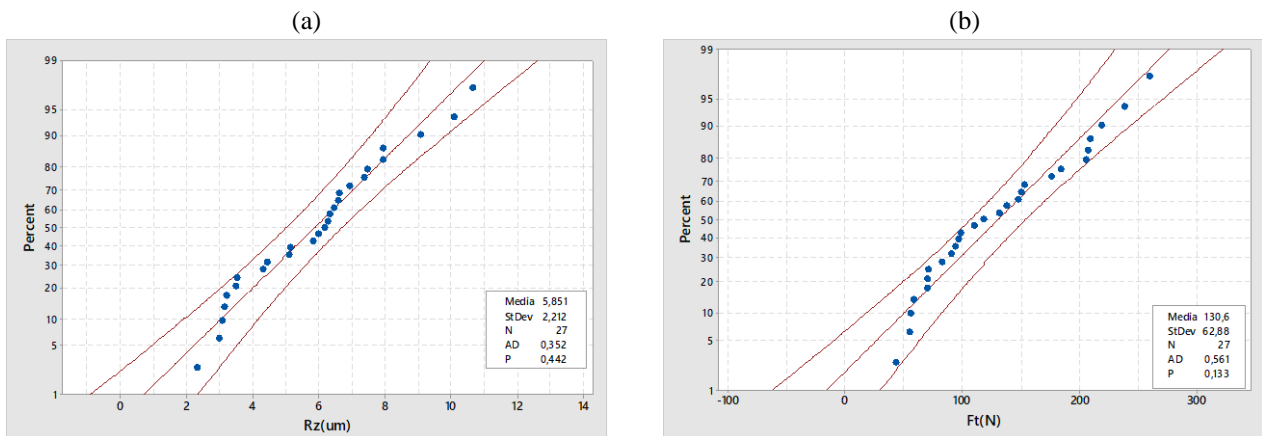 (a)
(b)
99
95
90
80
70
60
50
40
30
20
10
5
1
Percent
0
2
4
6
8
10
12
14
Rz(um)
Media 5,851
StDev 2,212
N 27
AD 0,352
P 0,442
99
95
90
80
70
60
50
40
30
20
10
5
1
Percent
-100
0
100
200
300
Ft(N)
Media 130,6
StDev 62,88
N 27
AD 0,561
P 0,133